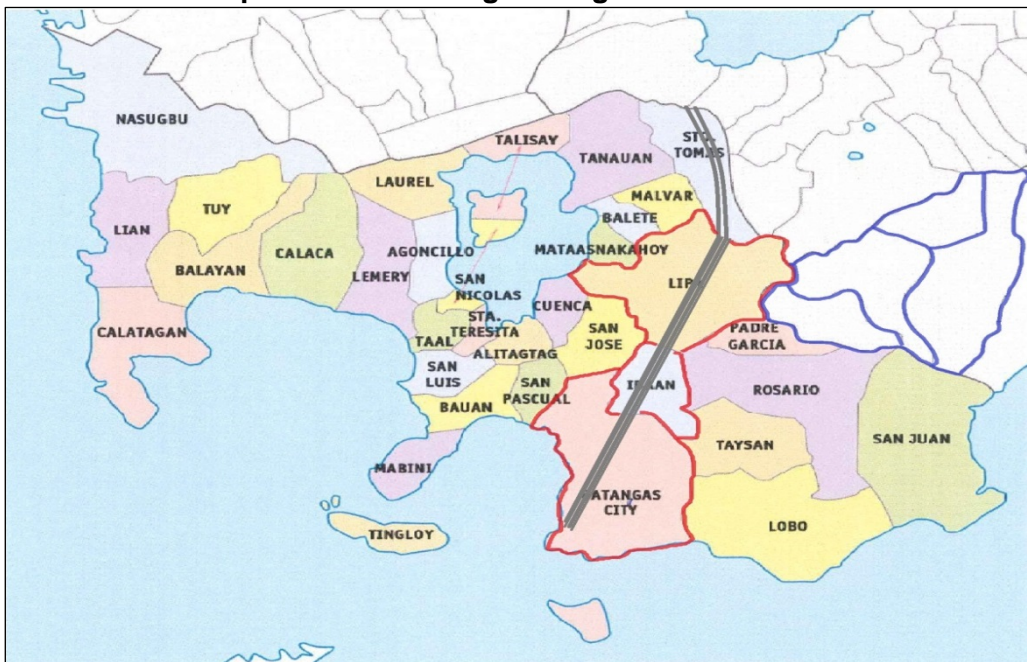 NASUGBU
TALISAY
STO.
TOMAS
TANAUAN
LAUREL
MALVAR
TUY
BALETE
LIAN
CALACA
AGONCILLO
MATAASNAKAHOY
BALAYAN
LEMERY
SAN
NICOLAS
LIP
CUENCA
CALATAGAN
STA.
TERESITA
TAAL
SAN
JOSE
PADRE
GARCIA
ALITAGTAG
SAN
LUIS
SAN
PASCUAL
ROSARIO
BAUAN
SAN JUAN
TAYSAN
MABINI
ATANGAS
CITY
LOBO
TINGLOY